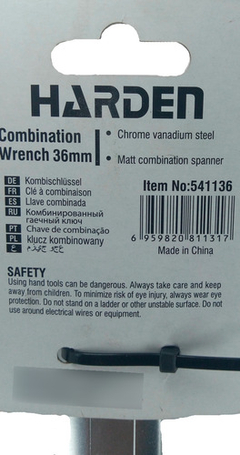 HARDEN
Combination
Wrench 36mm
• Chrome vanadium steel
• Matt combination spanner
DE Kombischlüssel
FR Clé à combinaison
ES Llave combinada
RU Комбинированный
гаечный ключ
PT Chave de combinação
PL klucz kombinowany
Item No:541136
6 959820 811317
Made in China
SAFETY
Using hand tools can be dangerous. Always take care and keep
away from children. To minimize risk of eye injury, always wear eye
protection. Do not stand on a ladder or other unstable surface. Do not
use around electrical wires or equipment.